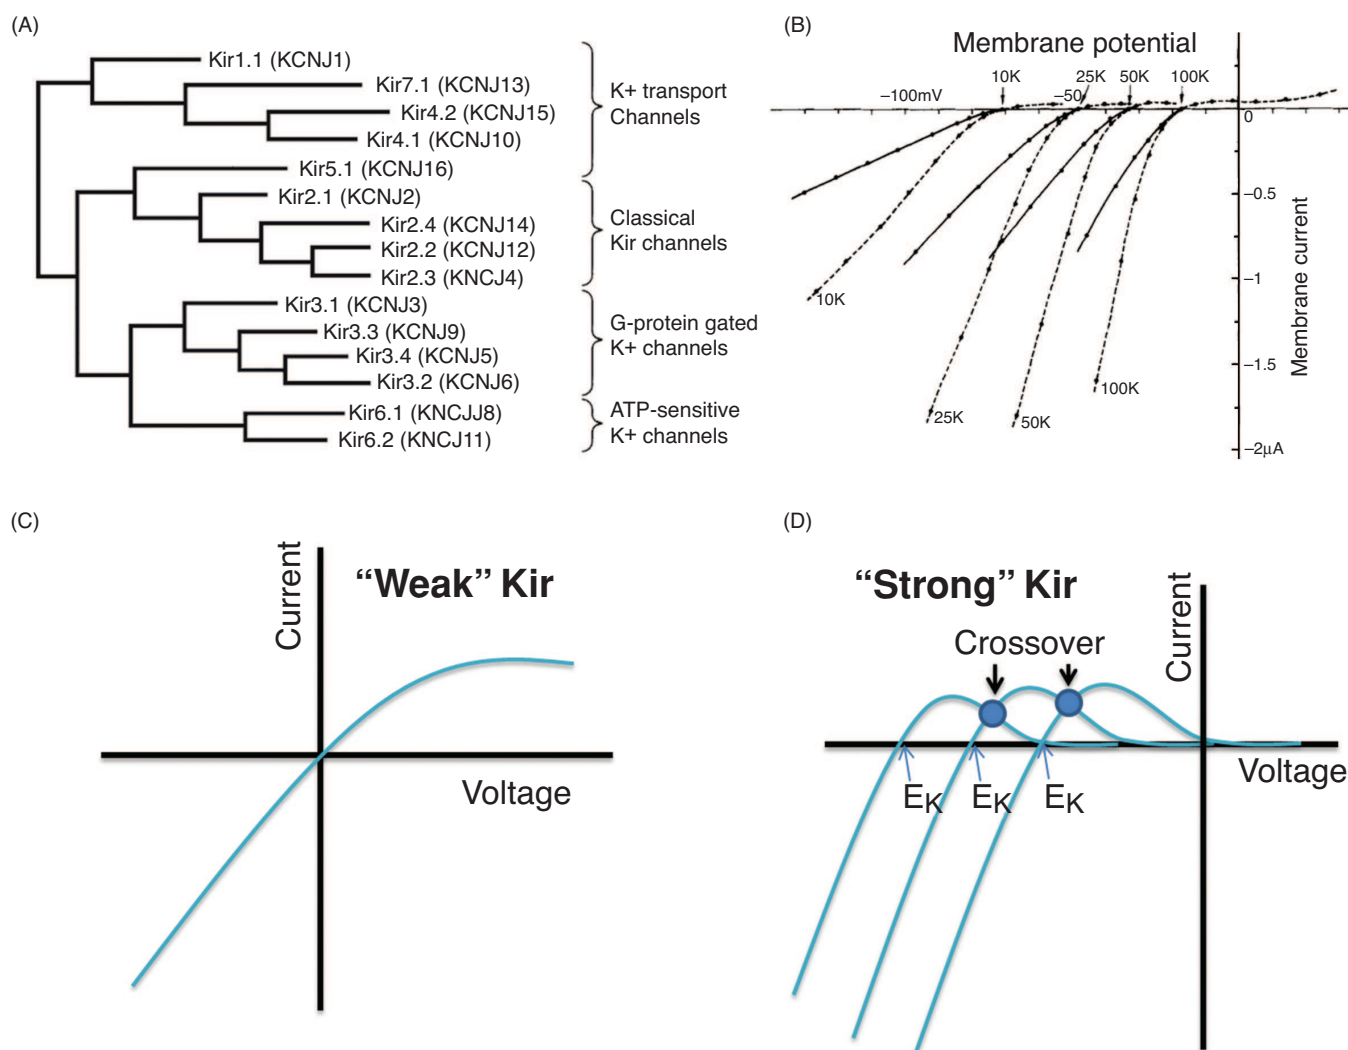 (A)
Kir1.1 (KCNJ1)
Kir7.1 (KCNJ13)
Kir4.2 (KCNJ15)
Kir4.1 (KCNJ10)
Kir5.1 (KCNJ16)
Kir2.1 (KCNJ2)
Kir2.4 (KCNJ14)
Kir2.2 (KCNJ12)
Kir2.3 (KNCJ4)
Kir3.1 (KCNJ3)
Kir3.3 (KCNJ9)
Kir3.4 (KCNJ5)
Kir3.2 (KCNJ6)
Kir6.1 (KNCJJ8)
Kir6.2 (KNCJ11)
K+ transport
Channels
Classical
Kir channels
G-protein gated
K+ channels
ATP-sensitive
K+ channels
(B)
Membrane potential
10K
25K
50K
100K
–100mV
–50
0
–0.5
–1
–1.5
–2µA
Membrane current
10K
25K
50K
100K
(C)
“Weak” Kir
Current
Voltage
(D)
“Strong” Kir
Crossover
Current
Voltage
EK
EK
EK